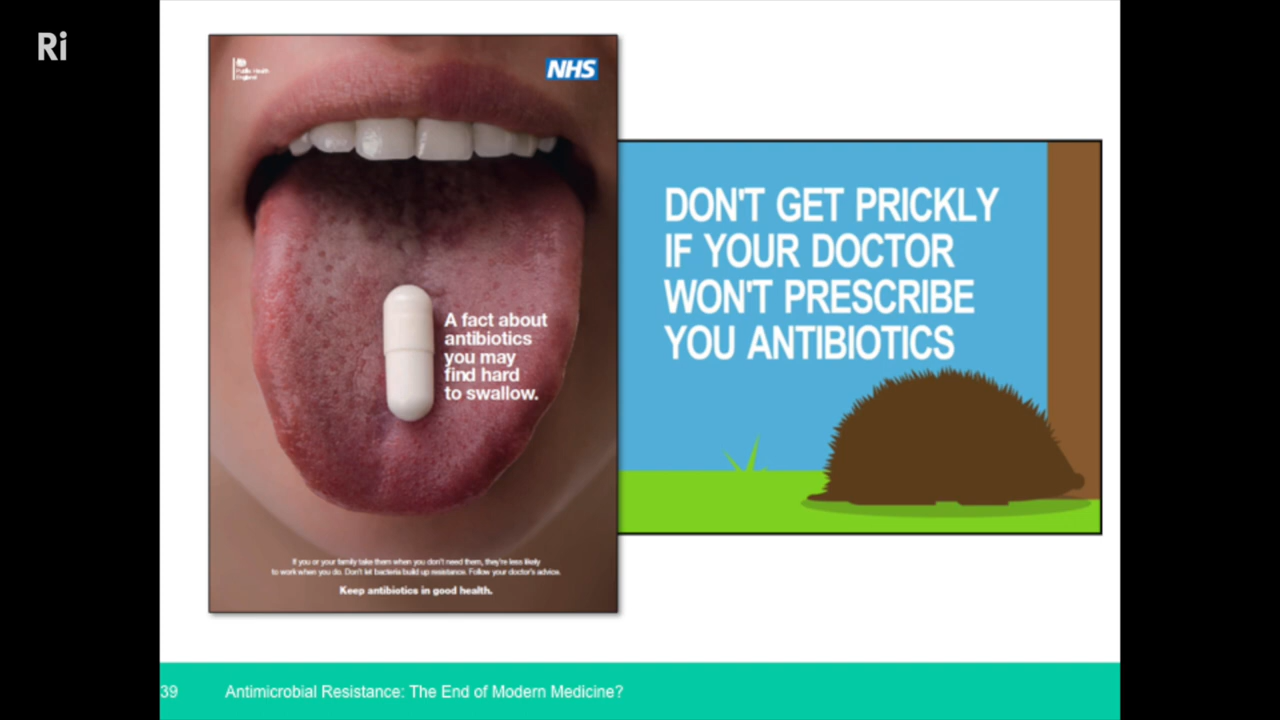 Ri
Public Health
England
NHS
A fact about
antibiotics
you may
find hard
to swallow.
If you or your family take them when you don't need them, they're less likely
to work when you do. Don't let bacteria build up resistance. Follow your doctor's advice.
Keep antibiotics in good health.
DON'T GET PRICKLY
IF YOUR DOCTOR
WON'T PRESCRIBE
YOU ANTIBIOTICS
39
Antimicrobial Resistance: The End of Modern Medicine?